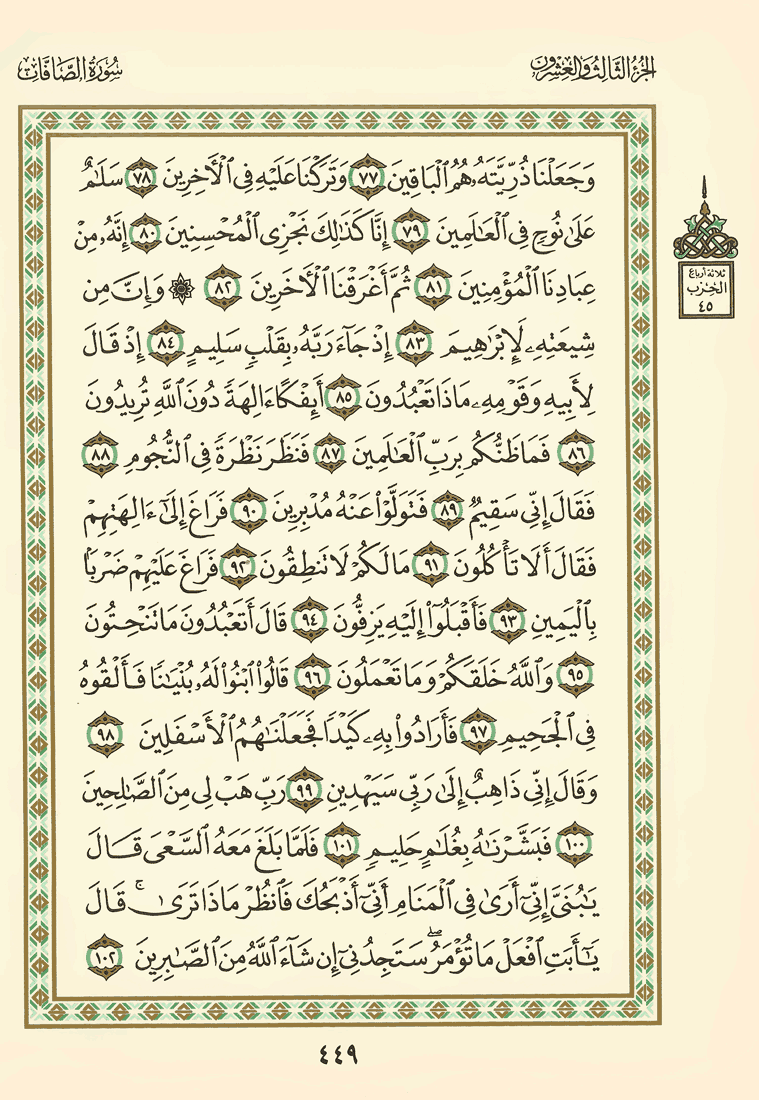 الجزء الثالث والعشرون
سورة الصافات
وَجَعَلْنَا ذُرِّيَّتَهُۥ هُمُ ٱلْبَاقِينَ ٧٧ وَتَرَكْنَا عَلَيْهِ فِى ٱلْأَخِرِينَ ٧٨ سَلَٰمٌ
عَلَىٰ نُوحٍ فِى ٱلْعَٰلَمِينَ ٧٩ إِنَّا كَذَٰلِكَ نَجْزِى ٱلْمُحْسِنِينَ ٨٠ إِنَّهُۥ مِنْ
عِبَادِنَا ٱلْمُؤْمِنِينَ ٨١ ثُمَّ أَغْرَقْنَا ٱلْأَخَرِينَ ٨٢ ۞ وَإِنَّ مِن
شِيعَتِهِۦ لَإِبْرَٰهِيمَ ٨٣ إِذْ جَآءَ رَبَّهُۥ بِقَلْبٍ سَلِيمٍ ٨٤ إِذْ قَالَ
لِأَبِيهِ وَقَوْمِهِۦ مَاذَا تَعْبُدُونَ ٨٥ أَئِفْكًا ءَالِهَةً دُونَ ٱللَّهِ تُرِيدُونَ
٨٦ فَمَا ظَنُّكُم بِرَبِّ ٱلْعَٰلَمِينَ ٨٧ فَنَظَرَ نَظْرَةً فِى ٱلنُّجُومِ ٨٨
فَقَالَ إِنِّى سَقِيمٌ ٨٩ فَتَوَلَّوْا۟ عَنْهُ مُدْبِرِينَ ٩٠ فَرَاغَ إِلَىٰٓ ءَالِهَتِهِمْ
فَقَالَ أَلَا تَأْكُلُونَ ٩١ مَا لَكُمْ لَا تَنطِقُونَ ٩٢ فَرَاغَ عَلَيْهِمْ ضَرْبًۢا
بِٱلْيَمِينِ ٩٣ فَأَقْبَلُوٓا۟ إِلَيْهِ يَزِفُّونَ ٩٤ قَالَ أَتَعْبُدُونَ مَا تَنْحِتُونَ
٩٥ وَٱللَّهُ خَلَقَكُمْ وَمَا تَعْمَلُونَ ٩٦ قَالُوا۟ ٱبْنُوا۟ لَهُۥ بُنْيَٰنًا فَأَلْقُوهُ
فِى ٱلْجَحِيمِ ٩٧ فَأَرَادُوا۟ بِهِۦ كَيْدًا فَجَعَلْنَٰهُمُ ٱلْأَسْفَلِينَ ٩٨
وَقَالَ إِنِّى ذَاهِبٌ إِلَىٰ رَبِّى سَيَهْدِينِ ٩٩ رَبِّ هَبْ لِى مِنَ ٱلصَّٰلِحِينَ
١٠٠ فَبَشَّرْنَٰهُ بِغُلَٰمٍ حَلِيمٍ ١٠١ فَلَمَّا بَلَغَ مَعَهُ ٱلسَّعْىَ قَالَ
يَٰبُنَىَّ إِنِّىٓ أَرَىٰ فِى ٱلْمَنَامِ أَنِّىٓ أَذْبَحُكَ فَٱنظُرْ مَاذَا تَرَىٰ ۚ قَالَ
يَٰٓأَبَتِ ٱفْعَلْ مَا تُؤْمَرُ ۖ سَتَجِدُنِىٓ إِن شَآءَ ٱللَّهُ مِنَ ٱلصَّٰبِرِينَ ١٠٢
ثلاثة أرباع
الحزب
٤٥
٤٤٩